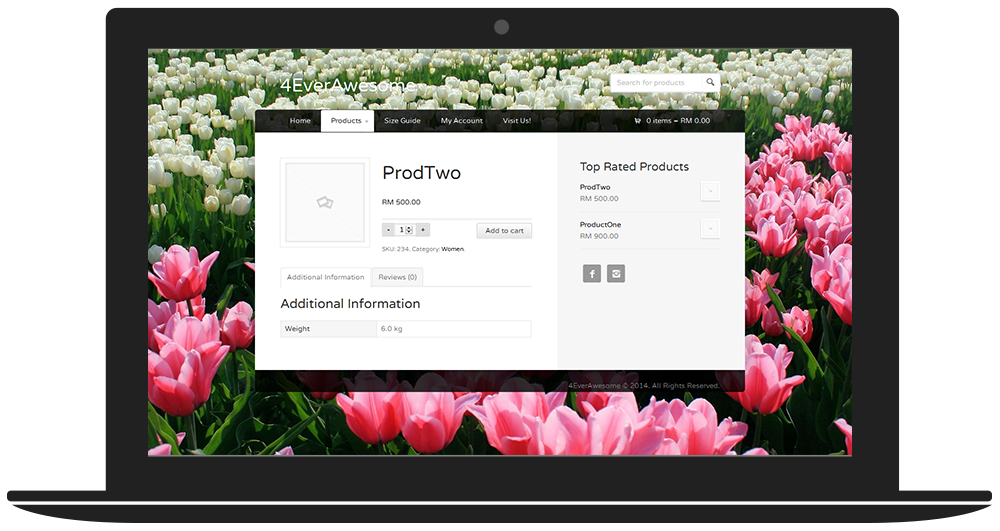 4EverAwesome
Search for products
Home Products Size Guide My Account Visit Us! 0 items – RM 0.00
ProdTwo
RM 500.00
- 1 + Add to cart
SKU: 234. Category: Women.
Additional Information Reviews (0)
Additional Information
Weight 6.0 kg
Top Rated Products
ProdTwo
RM 500.00
ProductOne
RM 900.00
4EverAwesome © 2014. All Rights Reserved.